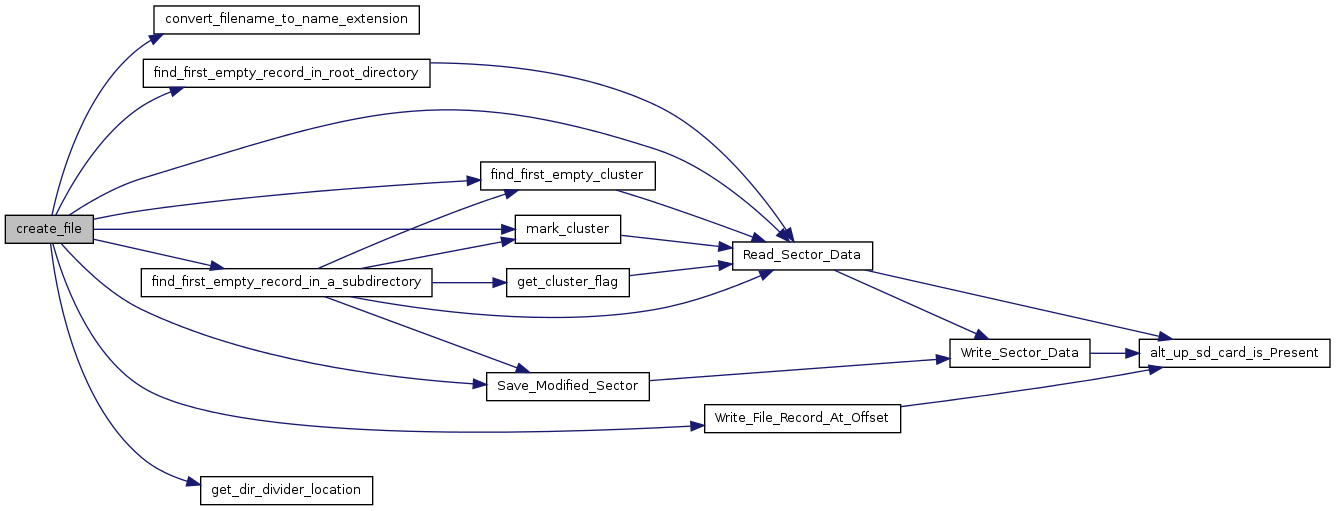 convert_filename_to_name_extension
find_first_empty_record_in_root_directory
find_first_empty_cluster
create_file
mark_cluster
Read_Sector_Data
find_first_empty_record_in_a_subdirectory
get_cluster_flag
Write_Sector_Data
alt_up_sd_card_is_Present
Save_Modified_Sector
Write_File_Record_At_Offset
get_dir_divider_location